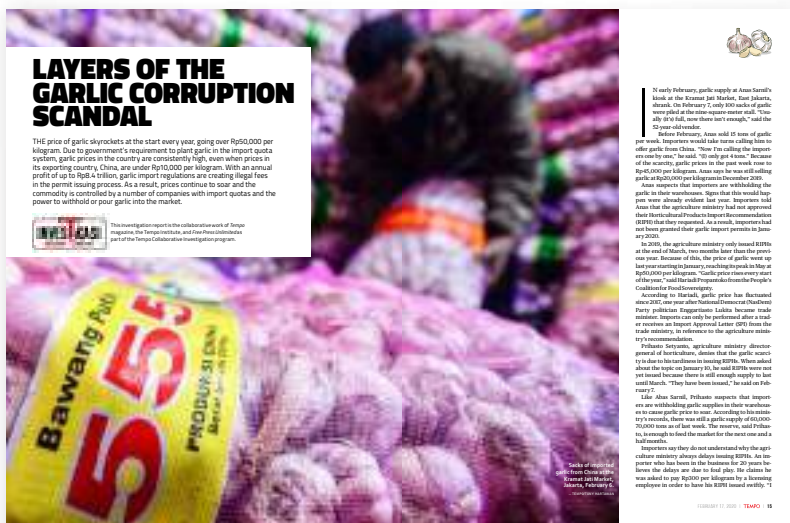 LAYERS OF THE
GARLIC CORRUPTION
SCANDAL
THE price of garlic skyrockets at the start every year, going over Rp50,000 per
kilogram. Due to government's requirement to plant garlic in the import quota
system, garlic prices in the country are consistently high, even when prices in
its exporting country, China, are under Rp10,000 per kilogram. With an annual
profit of up to Rp8.4 trillion, garlic import regulations are creating illegal fees
in the permit issuing process. As a result, prices continue to soar and the
commodity is controlled by a number of companies with import quotas and the
power to withhold or pour garlic into the market.
INVESTIGASI
This investigation report is the collaborative work of Tempo
magazine, the Tempo Institute, and Free Press Unlimited as
part of the Tempo Collaborative Investigation program.
Bawang Putih
555
PRODUKSI CHINA
Sacks of imported
garlic from China at the
Kramat Jati Market,
Jakarta, February 6.
IN early February, garlic supply at Anas Sarnil's
kiosk at the Kramat Jati Market, East Jakarta,
shrank. On February 7, only 100 sacks of garlic
were piled at the nine-square-meter stall. "Usu-
ally (it's) full, now there isn't enough," said the
52-year-old vendor.
Before February, Anas sold 15 tons of garlic
per week. Importers would take turns calling him to
offer garlic from China. "Now I'm calling the import-
ers one by one," he said. "(I) only got 4 tons." Because
of the scarcity, garlic prices in the past week rose to
Rp45,000 per kilogram. Anas says he was still selling
garlic at Rp20,000 per kilogram in December 2019.
Anas suspects that importers are withholding the
garlic in their warehouses. Signs that this would hap-
pen were already evident last year. Importers told
Anas that the agriculture ministry had not approved
their Horticultural Products Import Recommendation
(RIPH) that they requested. As a result, importers had
not been granted their garlic import permits in Janu-
ary 2020.
In 2019, the agriculture ministry only issued RIPHs
at the end of March, two months later than the previ-
ous year. Because of this, the price of garlic went up
last year starting in January, reaching its peak in May at
Rp50,000 per kilogram. "Garlic price rises every start
of the year," said Hariadi Propantoko from the People's
Coalition for Food Sovereignty.
According to Hariadi, garlic price has fluctuated
since 2017, one year after National Democrat (NasDem)
Party politician Enggartiasto Lukita became trade
minister. Imports can only be performed after a trad-
er receives an Import Approval Letter (SPI) from the
trade ministry, in reference to the agriculture minis-
try's recommendation.
Prihasto Setyanto, agriculture ministry director-
general of horticulture, denies that the garlic scarci-
ty is due to his tardiness in issuing RIPHs. When asked
about the topic on January 10, he said RIPHs were not
yet issued because there is still enough supply to last
until March. "They have been issued," he said on Feb-
ruary 7.
Like Abas Sarnil, Prihasto suspects that import-
ers are withholding garlic supplies in their warehous-
es to cause garlic price to soar. According to his minis-
try's records, there was still a garlic supply of 60,000-
70,000 tons as of last week. The reserve, said Prihas-
to, is enough to feed the market for the next one and a
half months.
Importers say they do not understand why the agri-
culture ministry always delays issuing RIPHs. An im-
porter who has been in the business for 20 years be-
lieves the delays are due to foul play. He claims he
was asked to pay Rp200 per kilogram by a licensing
employee in order to have his RIPH issued swiftly. "I
FEBRUARY 17, 2020 | TEMPO | 15